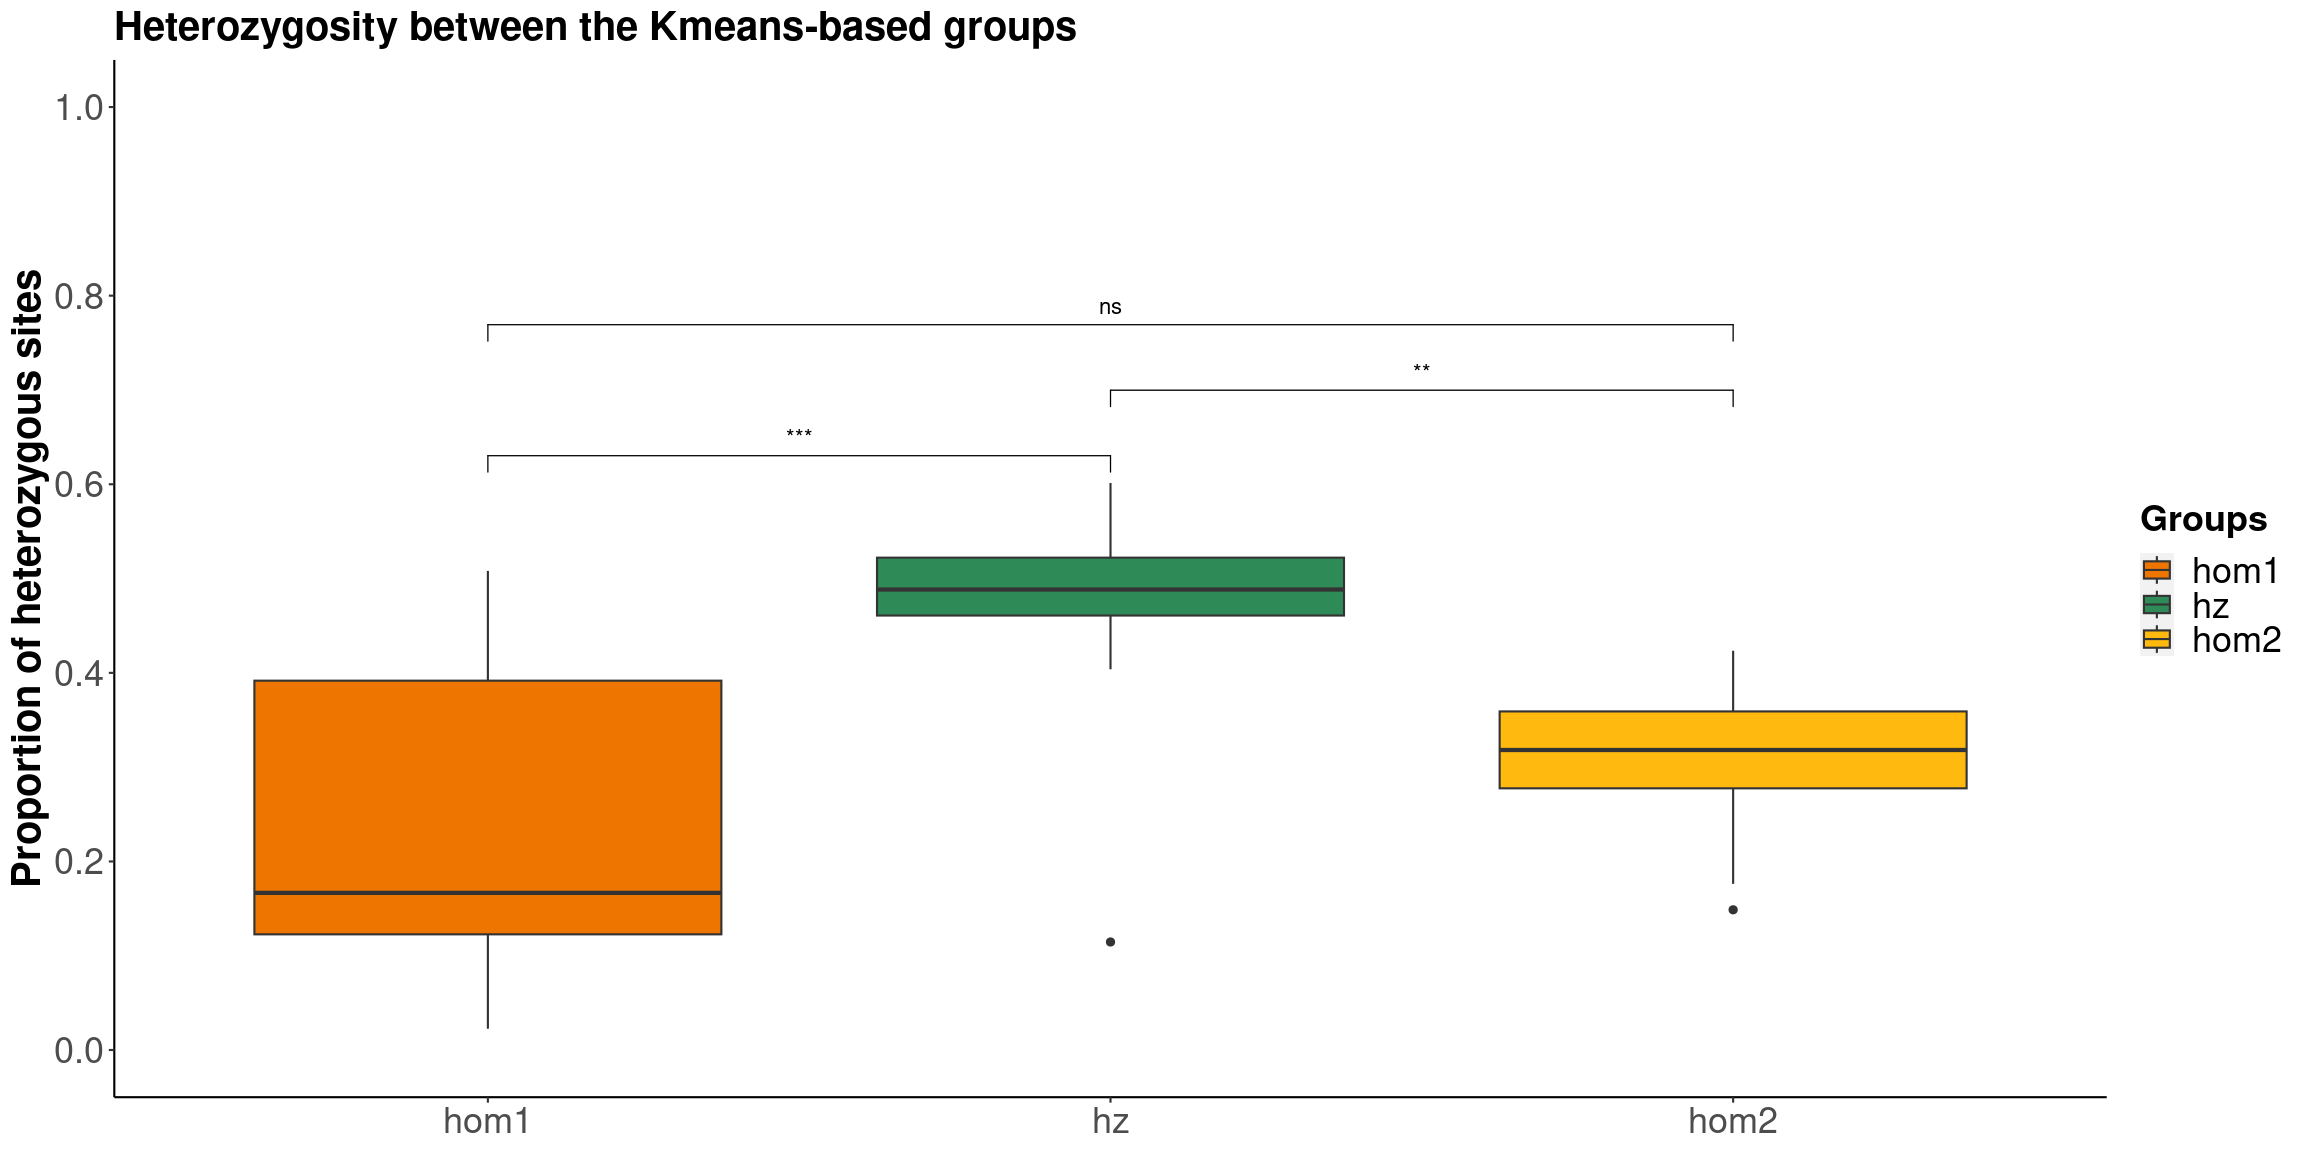 Heterozygosity between the Kmeans-based groups
Proportion of heterozygous sites
1.0
0.8
0.6
0.4
0.2
0.0
ns
**
***
hom1
hz
hom2
Groups
hom1
hz
hom2